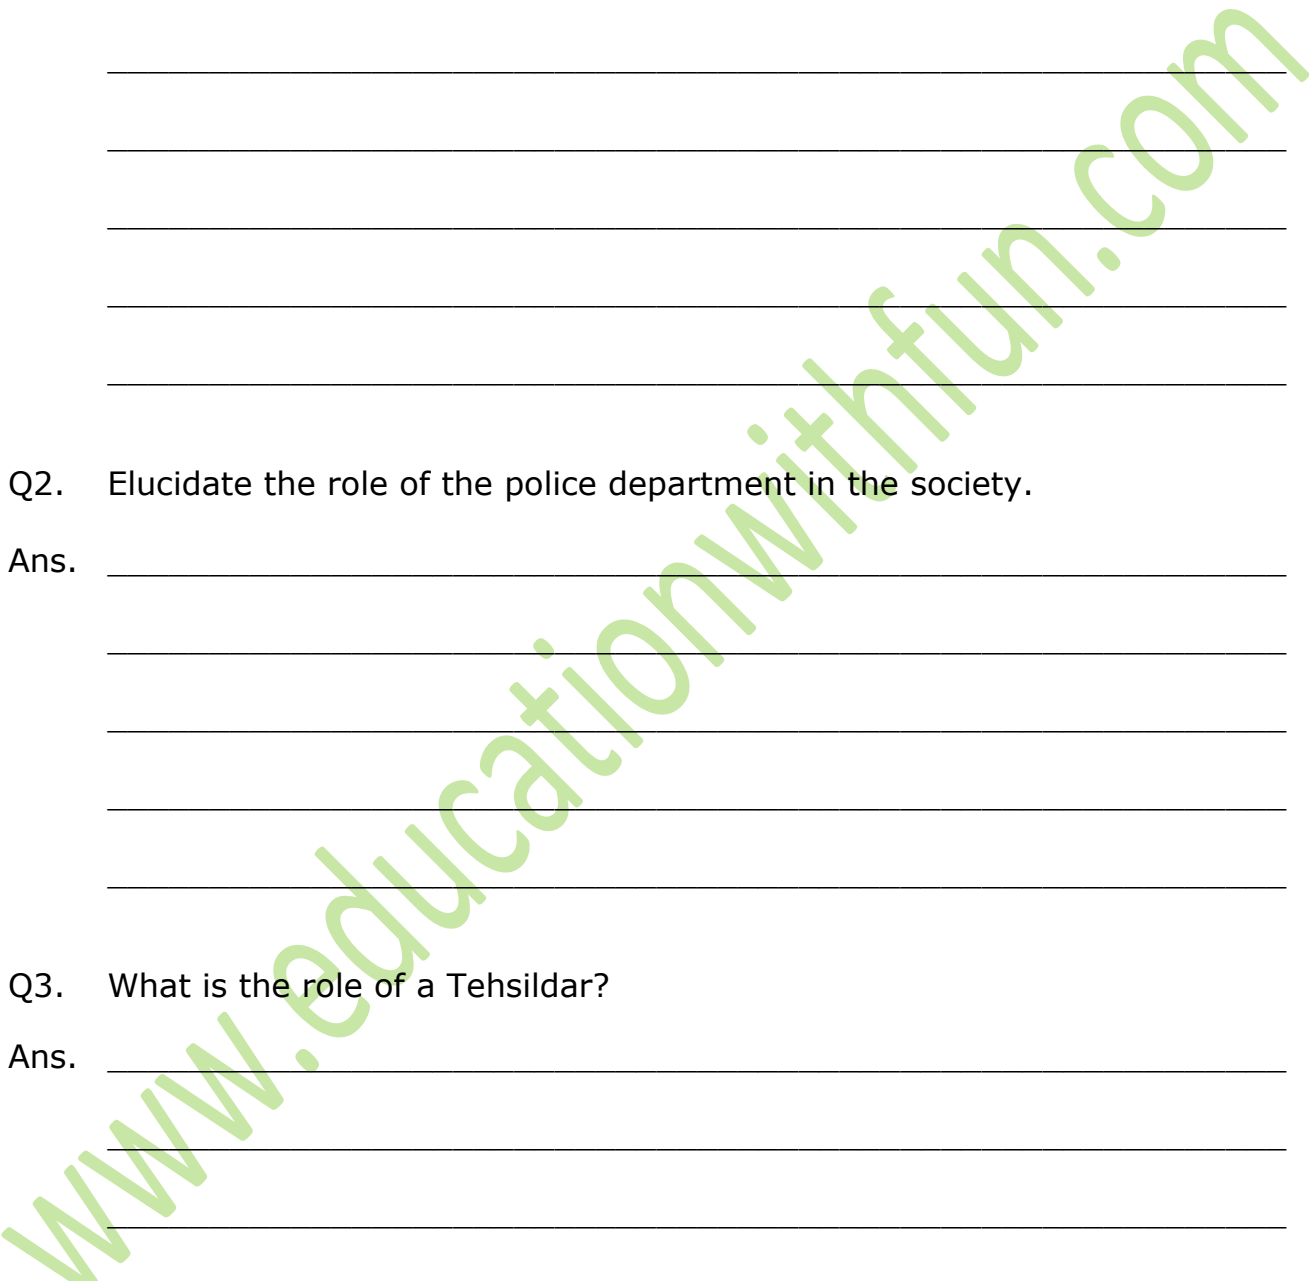 Q2. Elucidate the role of the police department in the society.
Ans.
Q3. What is the role of a Tehsildar?
Ans.
www.educationwithfun.com